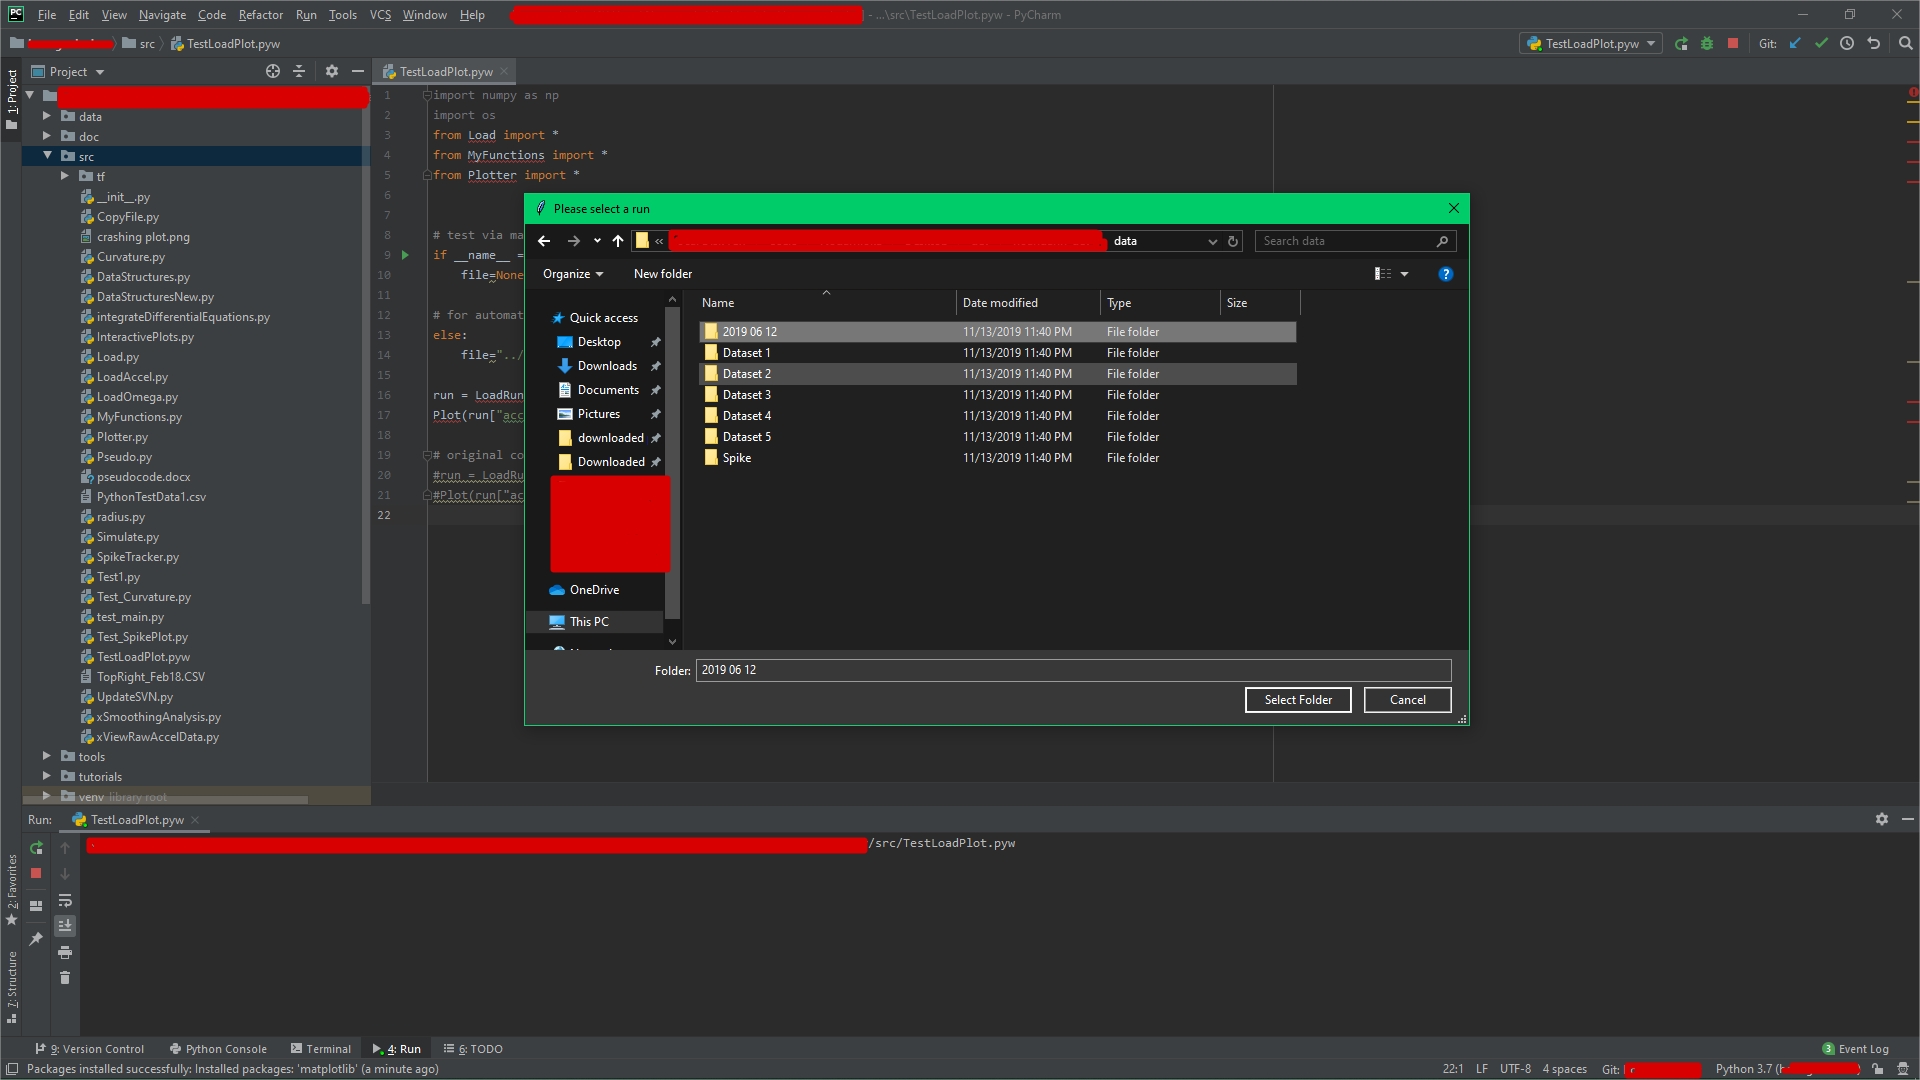 File Edit View Navigate Code Refactor Run Tools VCS Window Help - ...\src\TestLoadPlot.pyw - PyCharm
src TestLoadPlot.pyw TestLoadPlot.pyw Git:
1: Project
Project
TestLoadPlot.pyw
data
doc
src
tf
__init__.py
CopyFile.py
crashing plot.png
Curvature.py
DataStructures.py
DataStructuresNew.py
integrateDifferentialEquations.py
InteractivePlots.py
Load.py
LoadAccel.py
LoadOmega.py
MyFunctions.py
Plotter.py
Pseudo.py
pseudocode.docx
PythonTestData1.csv
radius.py
Simulate.py
SpikeTracker.py
Test1.py
Test_Curvature.py
test_main.py
Test_SpikePlot.py
TestLoadPlot.pyw
TopRight_Feb18.CSV
UpdateSVN.py
xSmoothingAnalysis.py
xViewRawAccelData.py
tools
tutorials
venv library root
1 import numpy as np
2 import os
3 from Load import *
4 from MyFunctions import *
5 from Plotter import *
6
7
8 # test via ma
9 if __name__ =
10 file=None
11
12 # for automat
13 else:
14 file="../
15
16 run = LoadRun
17 Plot(run["acc
18
19 # original co
20 #run = LoadRu
21 #Plot(run["ac
22
Please select a run
data
Search data
Organize New folder
Quick access
Desktop
Downloads
Documents
Pictures
downloaded
Downloaded
OneDrive
This PC
Name Date modified Type Size
2019 06 12 11/13/2019 11:40 PM File folder
Dataset 1 11/13/2019 11:40 PM File folder
Dataset 2 11/13/2019 11:40 PM File folder
Dataset 3 11/13/2019 11:40 PM File folder
Dataset 4 11/13/2019 11:40 PM File folder
Dataset 5 11/13/2019 11:40 PM File folder
Spike 11/13/2019 11:40 PM File folder
Folder: 2019 06 12
Select Folder Cancel
Run: TestLoadPlot.pyw
/src/TestLoadPlot.pyw
2: Favorites
7: Structure
9: Version Control Python Console Terminal 4: Run 6: TODO 3 Event Log
Packages installed successfully: Installed packages: 'matplotlib' (a minute ago) 22:1 LF UTF-8 4 spaces Git: Python 3.7